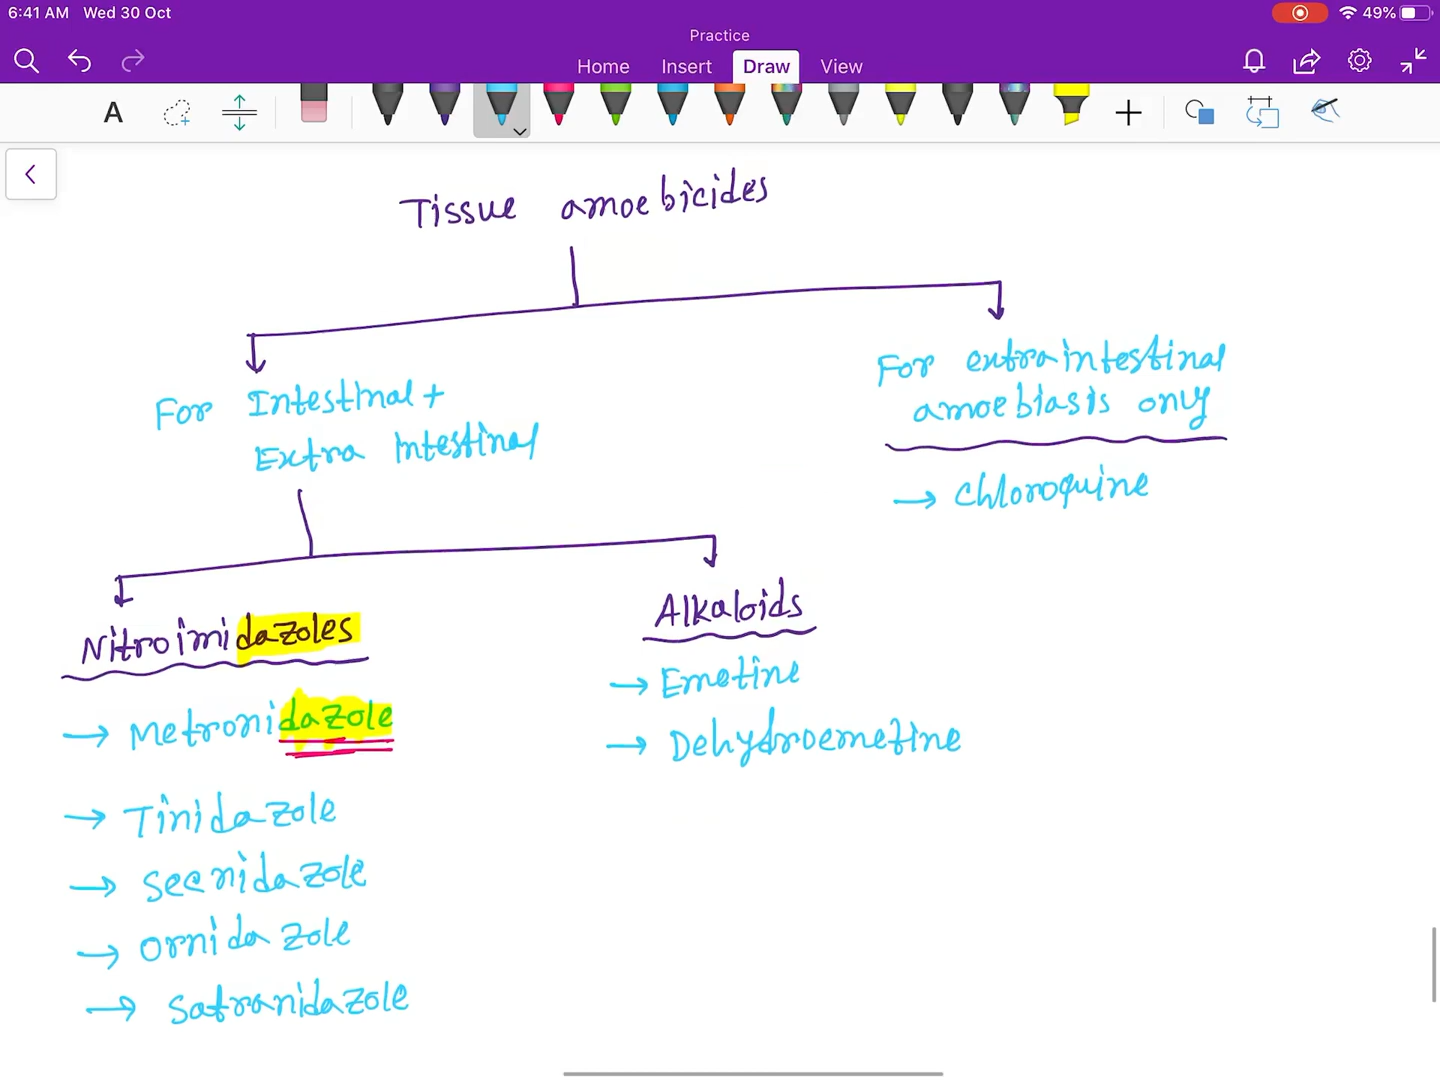 6:41 AM Wed 30 Oct
49%
Practice
Home Insert Draw View
A
Tissue amoebicides
For Intestinal +
Extra Intestinal
For extraintestinal
amoebiasis only
→ Chloroquine
Nitroimidazoles
→ Metronidazole
→ Tinidazole
→ Secnidazole
→ Ornidazole
→ Satranidazole
Alkaloids
→ Emetine
→ Dehydroemetine